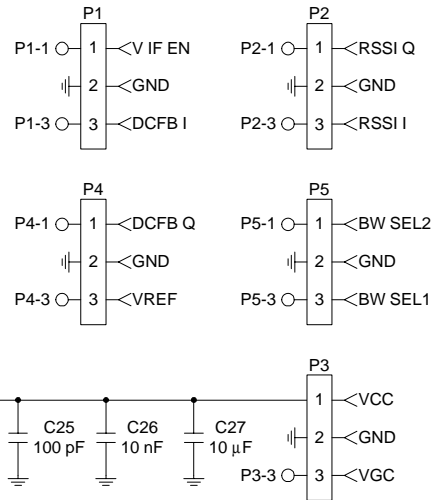 P1
P1-1 1 V IF EN
2 GND
P1-3 3 DCFB I
P2
P2-1 1 RSSI Q
2 GND
P2-3 3 RSSI I
P4
P4-1 1 DCFB Q
2 GND
P4-3 3 VREF
P5
P5-1 1 BW SEL2
2 GND
P5-3 3 BW SEL1
P3
1 VCC
2 GND
P3-3 3 VGC
C25
100 pF
C26
10 nF
C27
10 μF